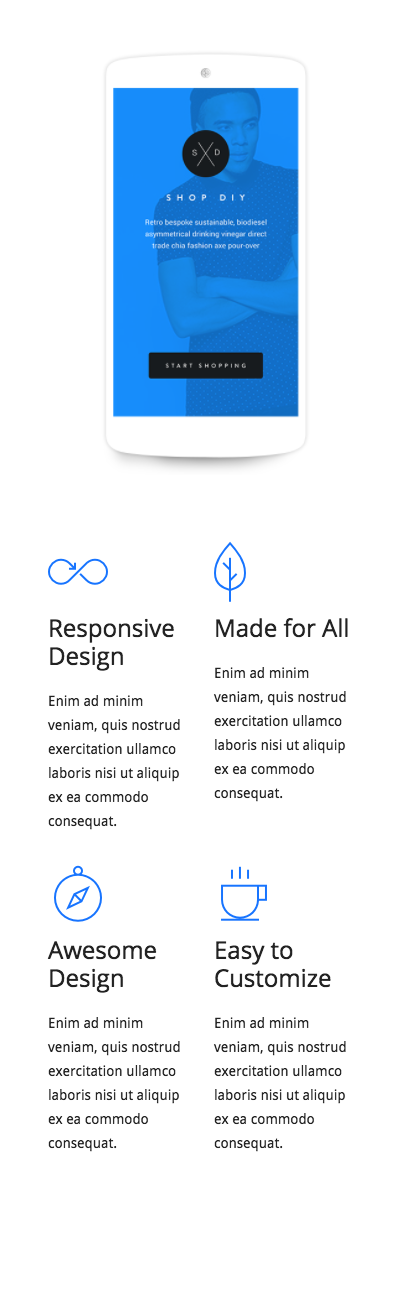 S D
SHOP DIY
Retro bespoke sustainable, biodiesel
asymmetrical drinking vinegar direct
trade chia fashion axe pour-over
START SHOPPING
Responsive
Design
Enim ad minim
veniam, quis nostrud
exercitation ullamco
laboris nisi ut aliquip
ex ea commodo
consequat.
Made for All
Enim ad minim
veniam, quis nostrud
exercitation ullamco
laboris nisi ut aliquip
ex ea commodo
consequat.
Awesome
Design
Enim ad minim
veniam, quis nostrud
exercitation ullamco
laboris nisi ut aliquip
ex ea commodo
consequat.
Easy to
Customize
Enim ad minim
veniam, quis nostrud
exercitation ullamco
laboris nisi ut aliquip
ex ea commodo
consequat.